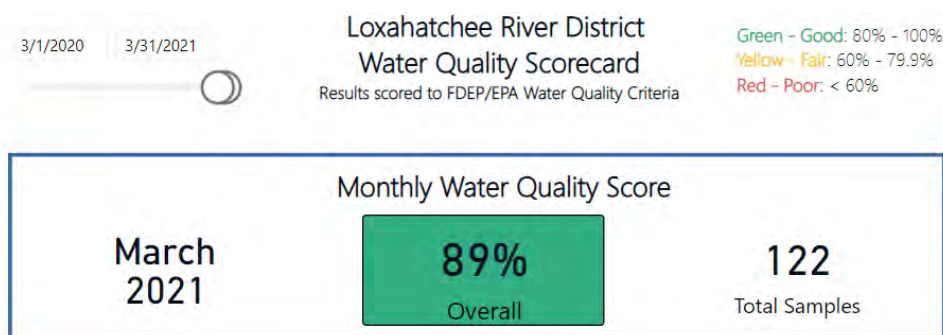 3/1/2020 3/31/2021
Loxahatchee River District
Water Quality Scorecard
Results scored to FDEP/EPA Water Quality Criteria
Green - Good: 80% - 100%
Yellow - Fair: 60% - 79.9%
Red - Poor: < 60%
Monthly Water Quality Score
March
2021
89%
Overall
122
Total Samples